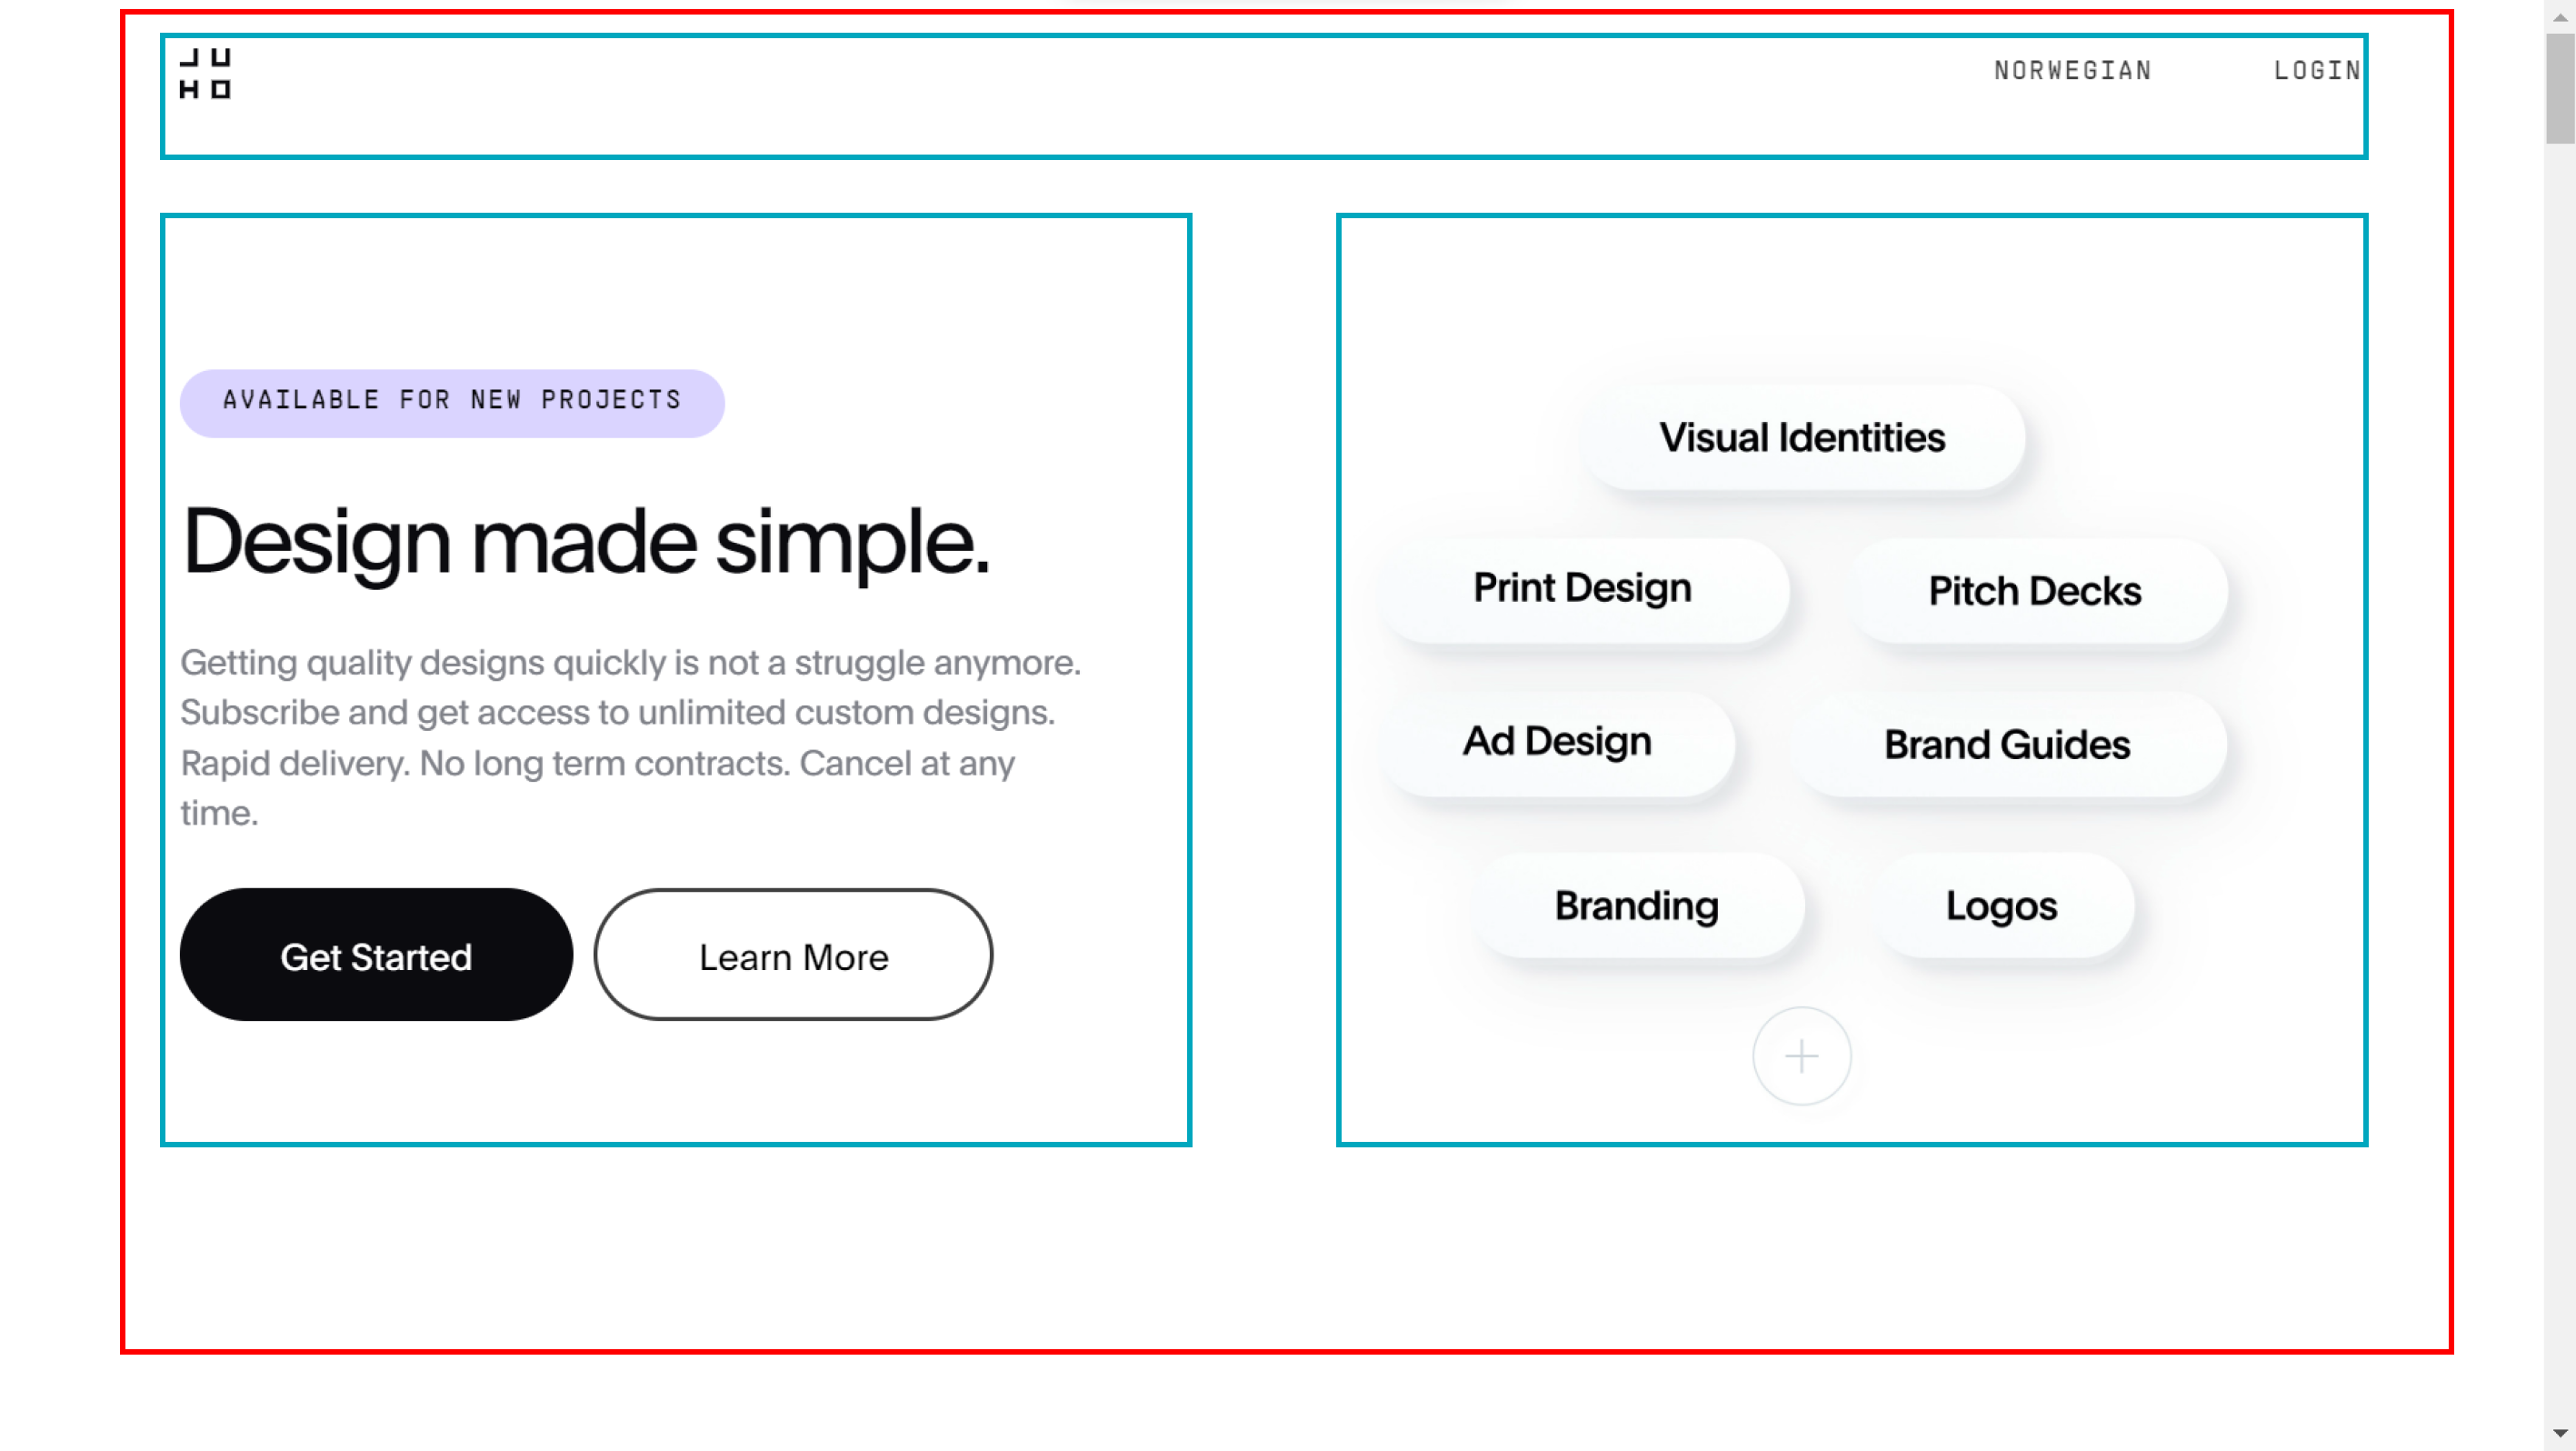 JU
HO
NORWEGIAN LOGIN
AVAILABLE FOR NEW PROJECTS
Design made simple.
Getting quality designs quickly is not a struggle anymore.
Subscribe and get access to unlimited custom designs.
Rapid delivery. No long term contracts. Cancel at any
time.
Get Started Learn More
Visual Identities
Print Design Pitch Decks
Ad Design Brand Guides
Branding Logos